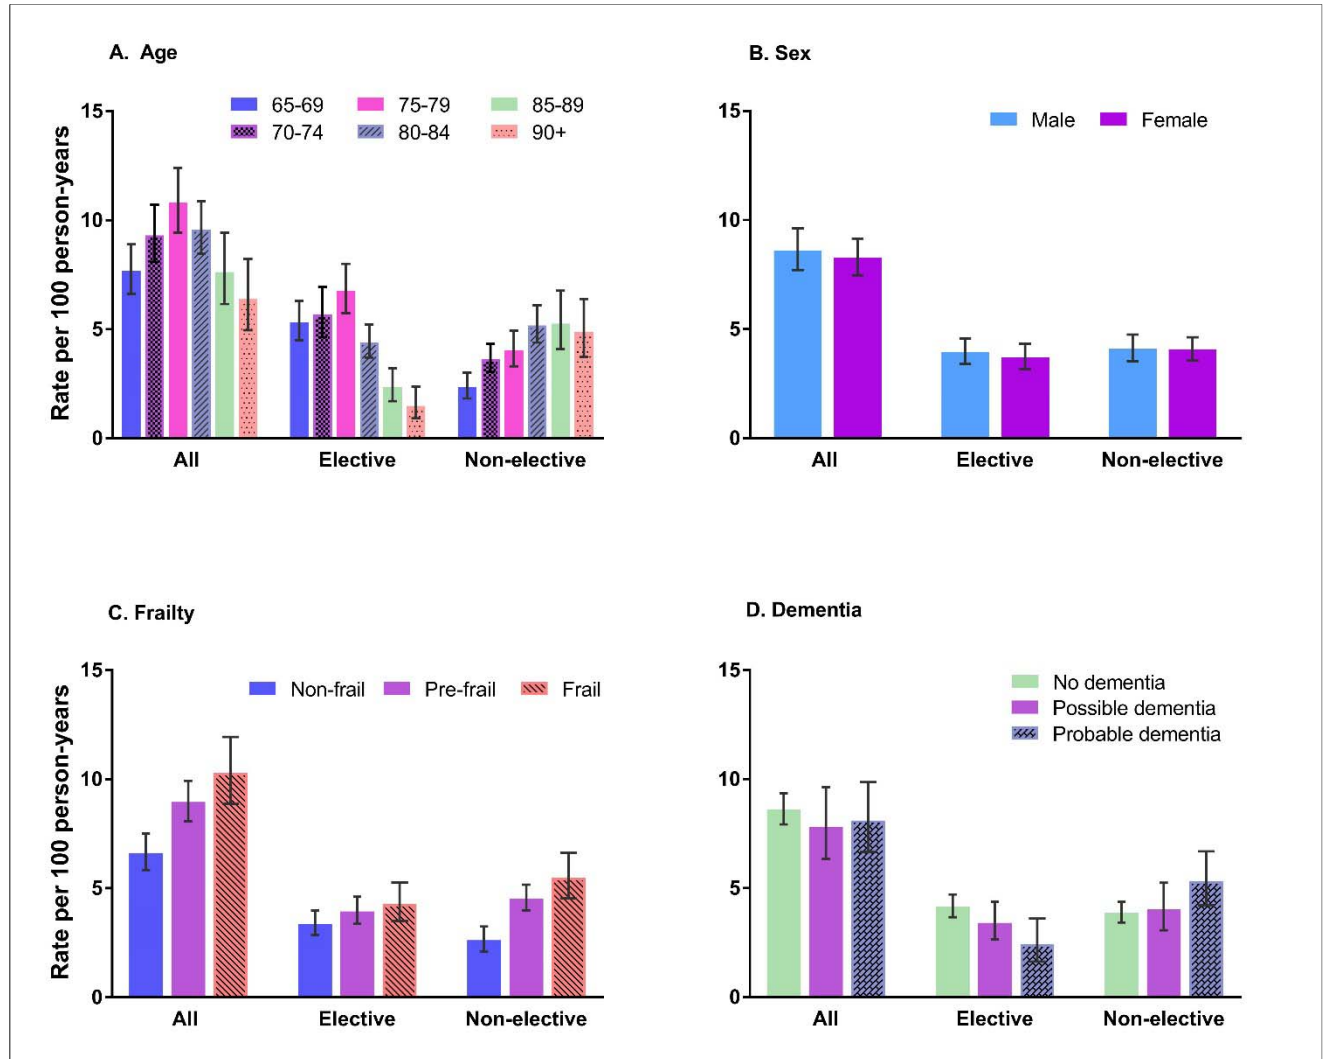 A. Age
65-69 75-79 85-89
70-74 80-84 90+
Rate per 100 person-years
15
10
5
0
All Elective Non-elective
B. Sex
Male Female
15
10
5
0
All Elective Non-elective
C. Frailty
Non-frail Pre-frail Frail
Rate per 100 person-years
15
10
5
0
All Elective Non-elective
D. Dementia
No dementia
Possible dementia
Probable dementia
15
10
5
0
All Elective Non-elective